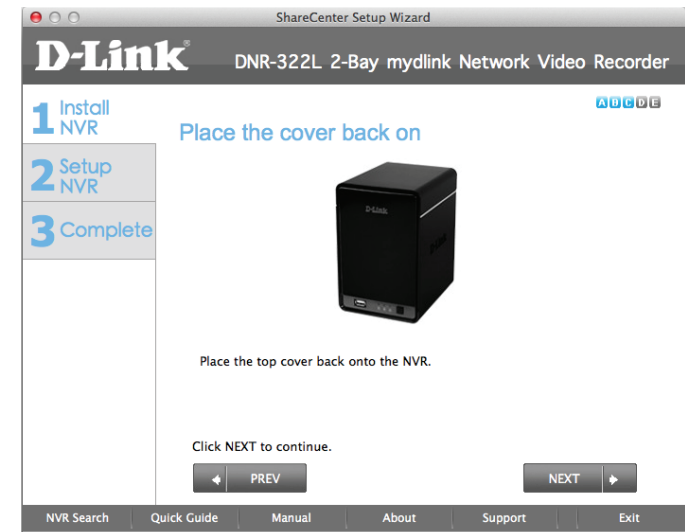 ShareCenter Setup Wizard
D-Link®
DNR-322L 2-Bay mydlink Network Video Recorder
1 Install
NVR
2 Setup
NVR
3 Complete
A B C D E
Place the cover back on
D-Link
D-Link
Place the top cover back onto the NVR.
Click NEXT to continue.
PREV
NEXT
NVR Search
Quick Guide
Manual
About
Support
Exit